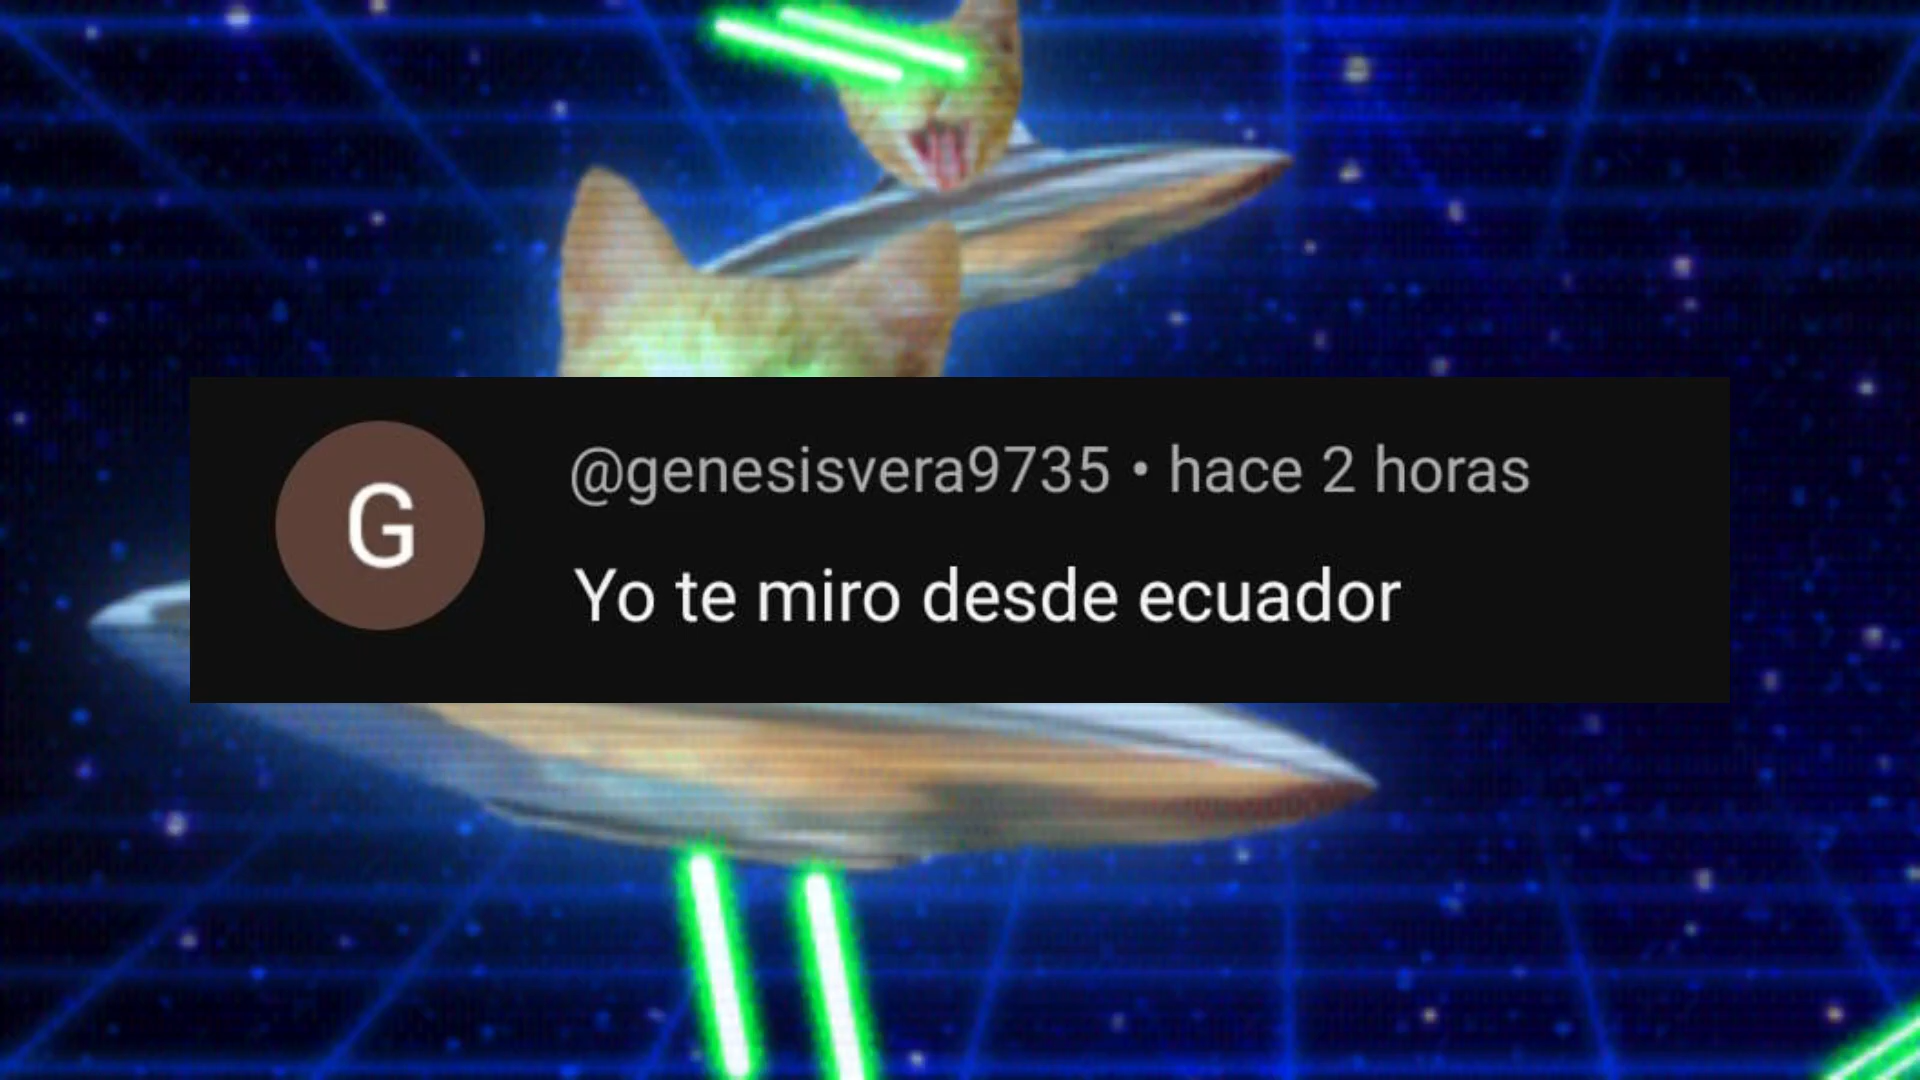 G
@genesisvera9735 • hace 2 horas
Yo te miro desde ecuador